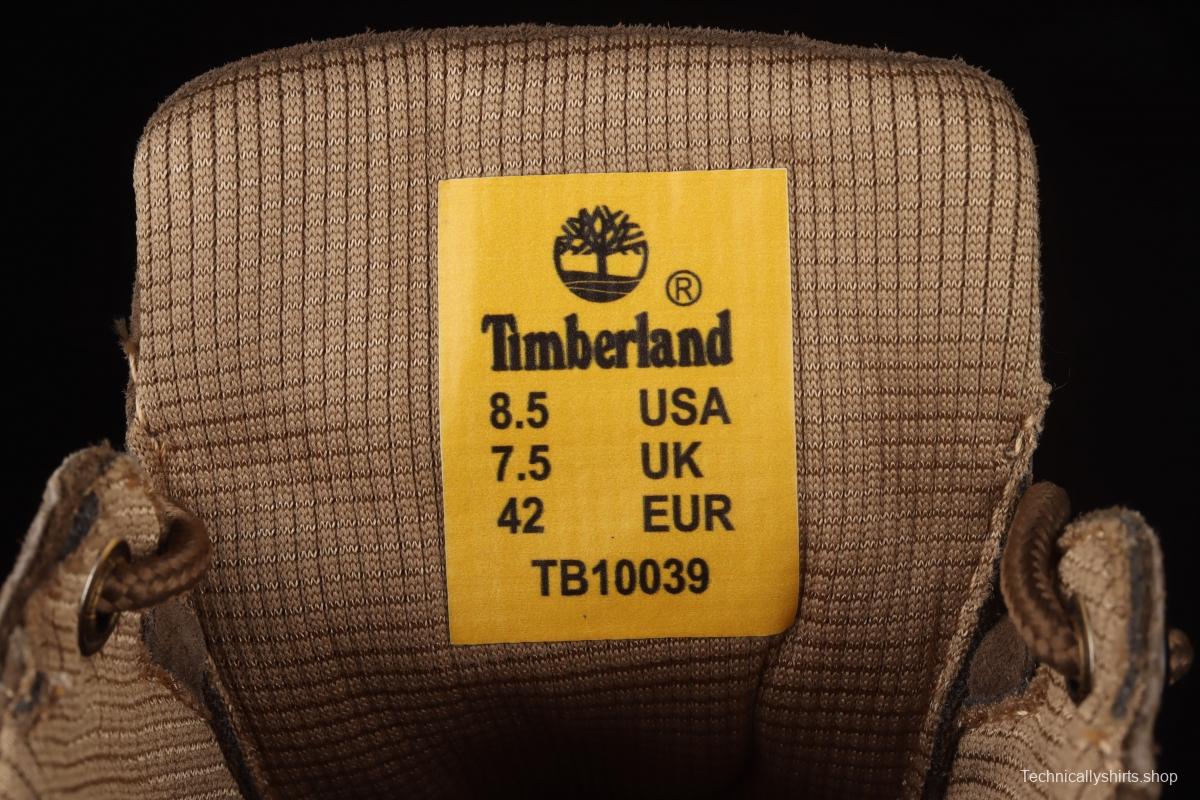 ®
Timberland
8.5 USA
7.5 UK
42 EUR
TB10039
Technicallyshirts.shop